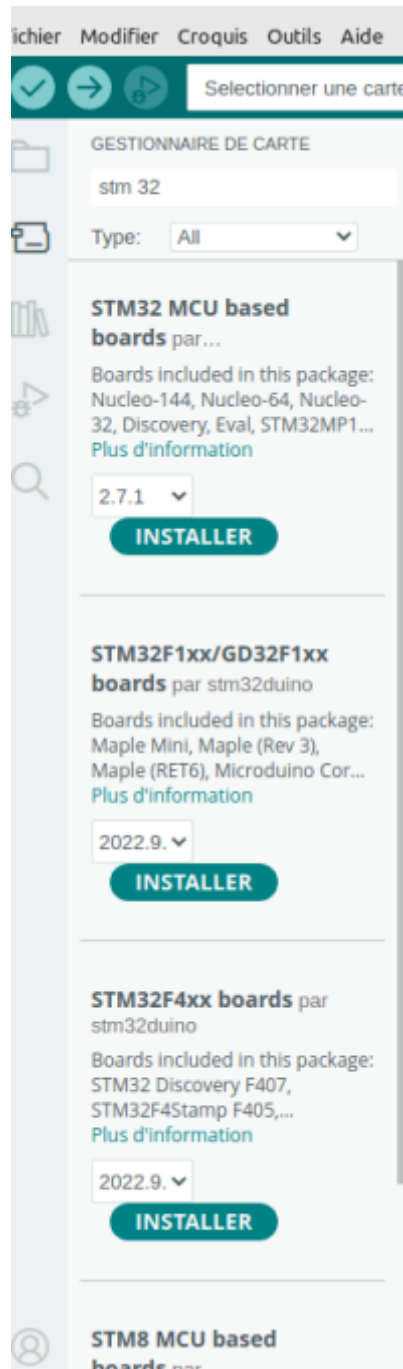 ichier Modifier Croquis Outils Aide
Selectionner une carte
GESTIONNAIRE DE CARTE
stm 32
Type: All
STM32 MCU based
boards par...
Boards included in this package:
Nucleo-144, Nucleo-64, Nucleo-
32, Discovery, Eval, STM32MP1...
Plus d'information
2.7.1
INSTALLER
STM32F1xx/GD32F1xx
boards par stm32duino
Boards included in this package:
Maple Mini, Maple (Rev 3),
Maple (RET6), Microduino Cor...
Plus d'information
2022.9.
INSTALLER
STM32F4xx boards par
stm32duino
Boards included in this package:
STM32 Discovery F407,
STM32F4Stamp F405,...
Plus d'information
2022.9.
INSTALLER
STM8 MCU based
boards par